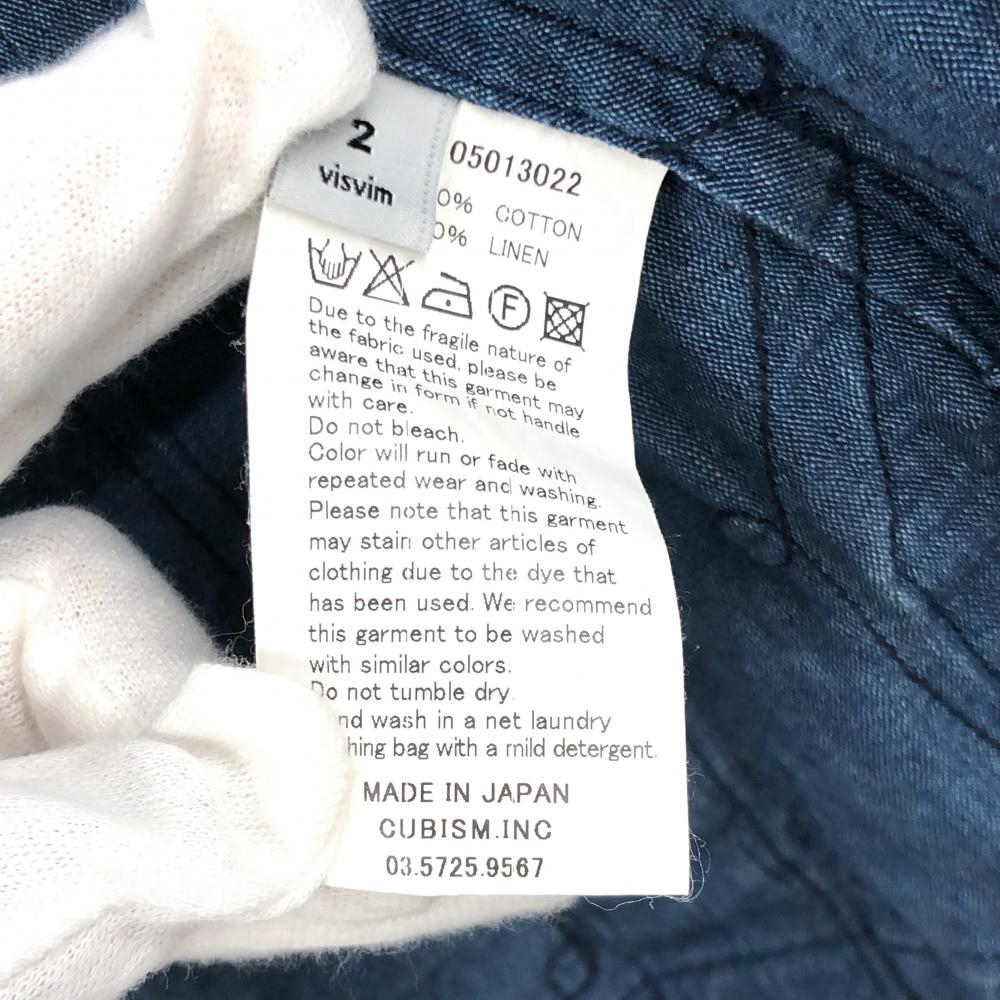 2
visvim
05013022
0% COTTON
0% LINEN
F
Due to the fragile nature of
the fabric used, please be
aware that this garment may
change in form if not handle
with care.
Do not bleach.
Color will run or fade with
repeated wear and washing.
Please note that this garment
may stain other articles of
clothing due to the dye that
has been used. We recommend
this garment to be washed
with similar colors.
Do not tumble dry.
nd wash in a net laundry
hing bag with a mild detergent.
MADE IN JAPAN
CUBISM.INC
03.5725.9567